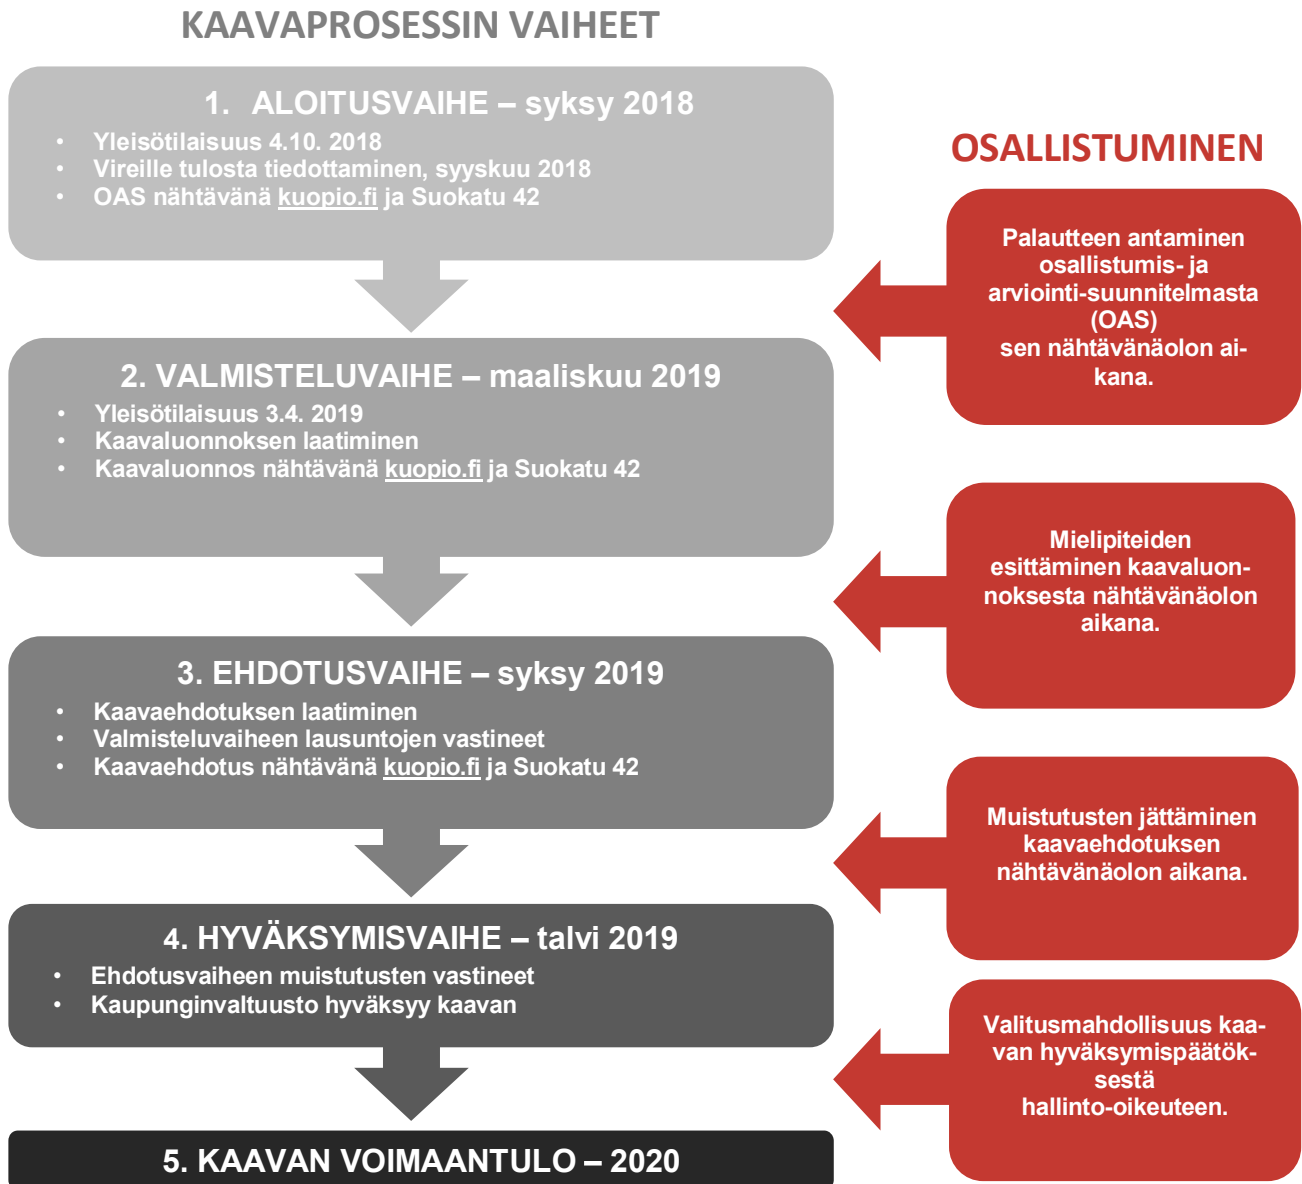 KAAVAPROSESSIN VAIHEET
1. ALOITUSVAIHE – syksy 2018
• Yleisötilaisuus 4.10. 2018
• Vireille tulosta tiedottaminen, syyskuu 2018
• OAS nähtävänä kuopio.fi ja Suokatu 42
2. VALMISTELUVAIHE – maaliskuu 2019
• Yleisötilaisuus 3.4. 2019
• Kaavaluonnoksen laatiminen
• Kaavaluonnos nähtävänä kuopio.fi ja Suokatu 42
3. EHDOTUSVAIHE – syksy 2019
• Kaavaehdotuksen laatiminen
• Valmisteluvaiheen lausuntojen vastineet
• Kaavaehdotus nähtävänä kuopio.fi ja Suokatu 42
4. HYVÄKSYMISVAIHE – talvi 2019
• Ehdotusvaiheen muistutusten vastineet
• Kaupunginvaltuusto hyväksyy kaavan
5. KAAVAN VOIMAANTULO – 2020
OSALLISTUMINEN
Palautteen antaminen
osallistumis- ja
arviointi-suunnitelmasta
(OAS)
sen nähtävänäolon ai-
kana.
Mielipiteiden
esittäminen kaavaluon-
noksesta nähtävänäolon
aikana.
Muistutusten jättäminen
kaavaehdotuksen
nähtävänäolon aikana.
Valitusmahdollisuus kaa-
van hyväksymispäätök-
sestä
hallinto-oikeuteen.